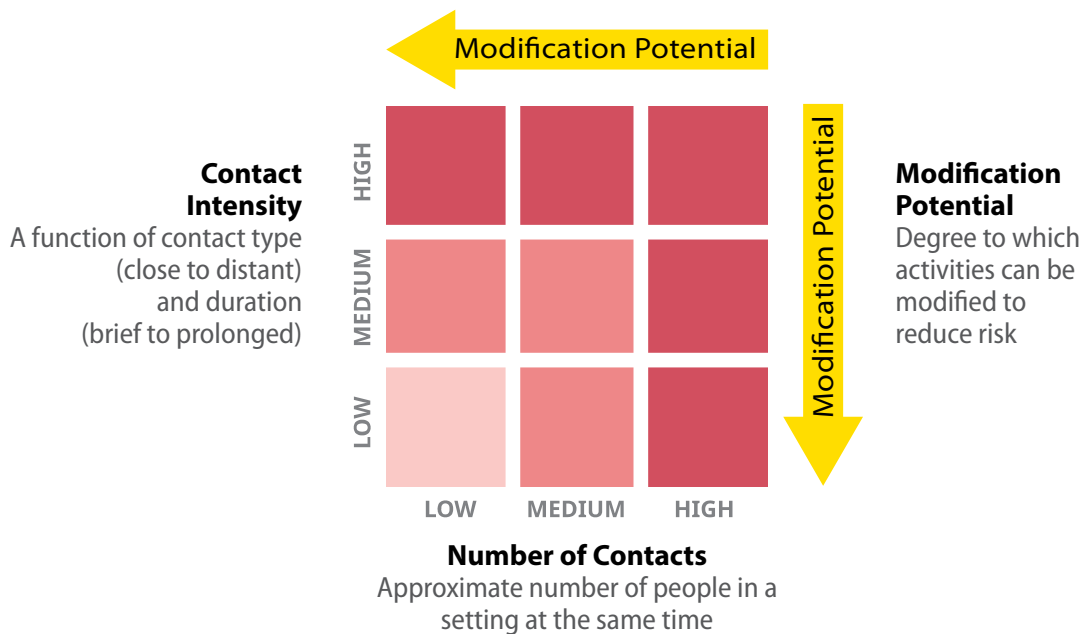 Modification Potential
Contact
Intensity
A function of contact type
(close to distant)
and duration
(brief to prolonged)
HIGH
MEDIUM
LOW
Modification Potential
Modification
Potential
Degree to which
activities can be
modified to
reduce risk
LOW MEDIUM HIGH
Number of Contacts
Approximate number of people in a
setting at the same time